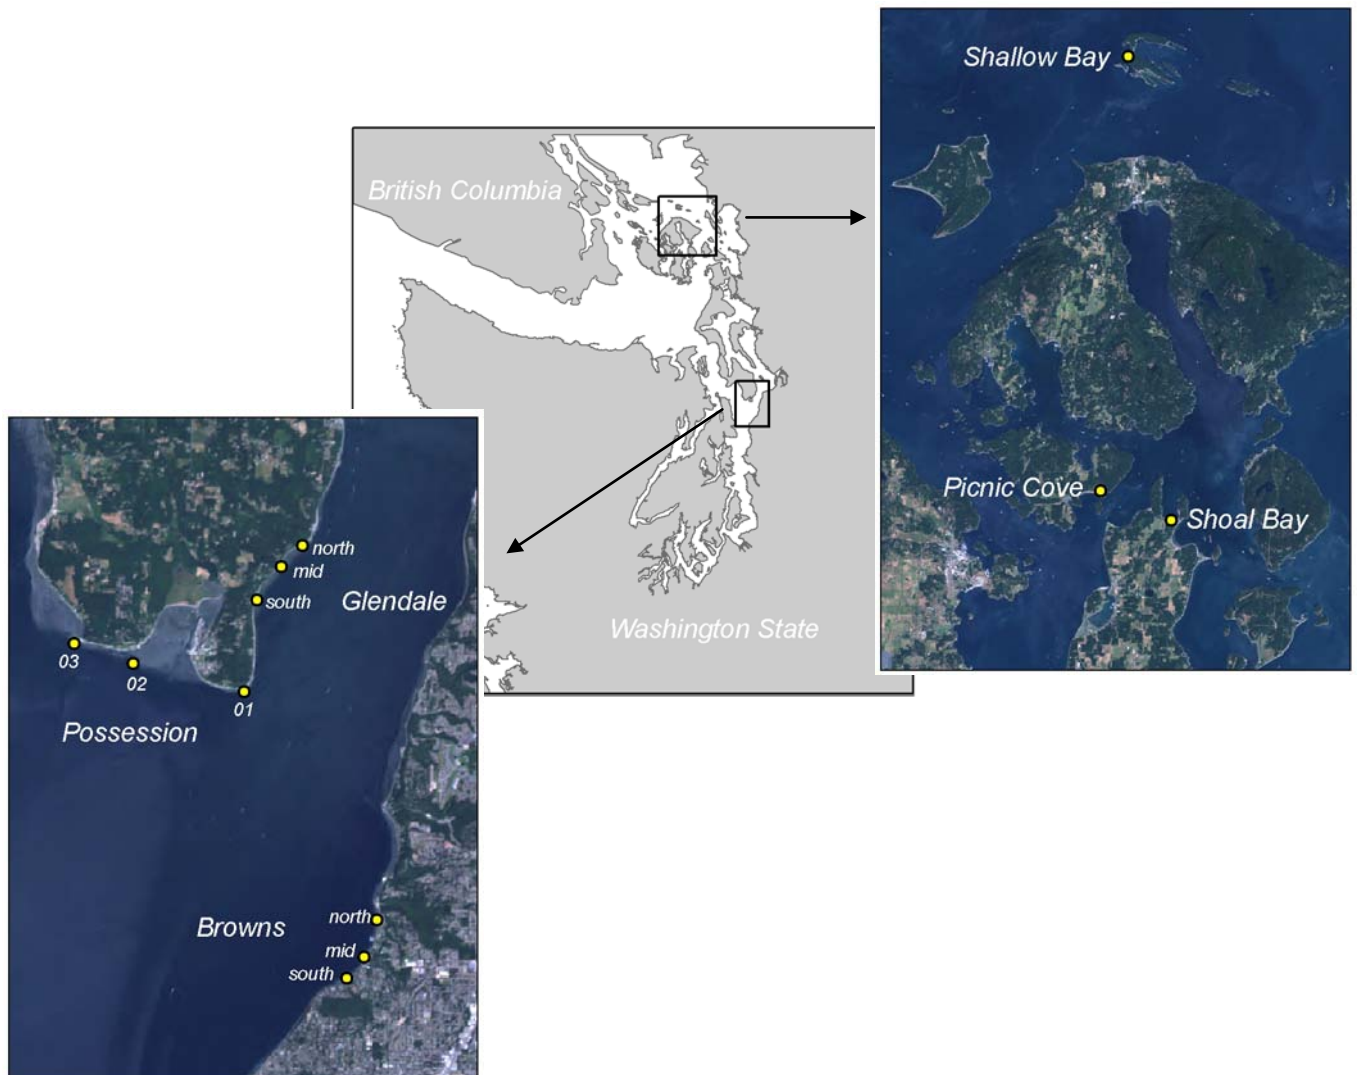 Shallow Bay
British Columbia
Picnic Cove
Shoal Bay
north
mid
south
Glendale
Washington State
03
02
01
Possession
north
Browns
mid
south